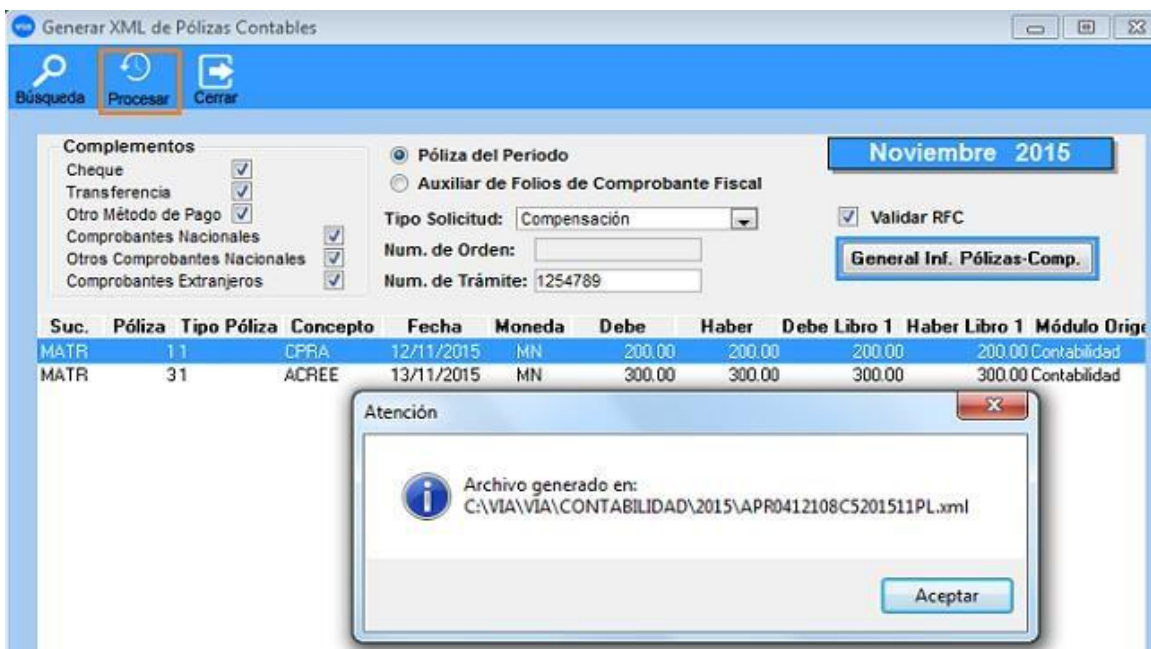 VIA Generar XML de Pólizas Contables
Búsqueda Procesar Cerrar
Complementos
Cheque
Transferencia
Otro Método de Pago
Comprobantes Nacionales
Otros Comprobantes Nacionales
Comprobantes Extranjeros
Póliza del Periodo
Auxiliar de Folios de Comprobante Fiscal
Tipo Solicitud: Compensación
Num. de Orden:
Num. de Trámite: 1254789
Noviembre 2015
Validar RFC
General Inf. Pólizas-Comp.
Suc. Póliza Tipo Póliza Concepto Fecha Moneda Debe Haber Debe Libro 1 Haber Libro 1 Módulo Orige
MATR 1 1 CPRA 12/11/2015 MN 200.00 200.00 200.00 200.00 Contabilidad
MATR 3 1 ACREE 13/11/2015 MN 300.00 300.00 300.00 300.00 Contabilidad
Atención
Archivo generado en:
C:\VIA\VIA\CONTABILIDAD\2015\APR0412108C5201511PL.xml
Aceptar